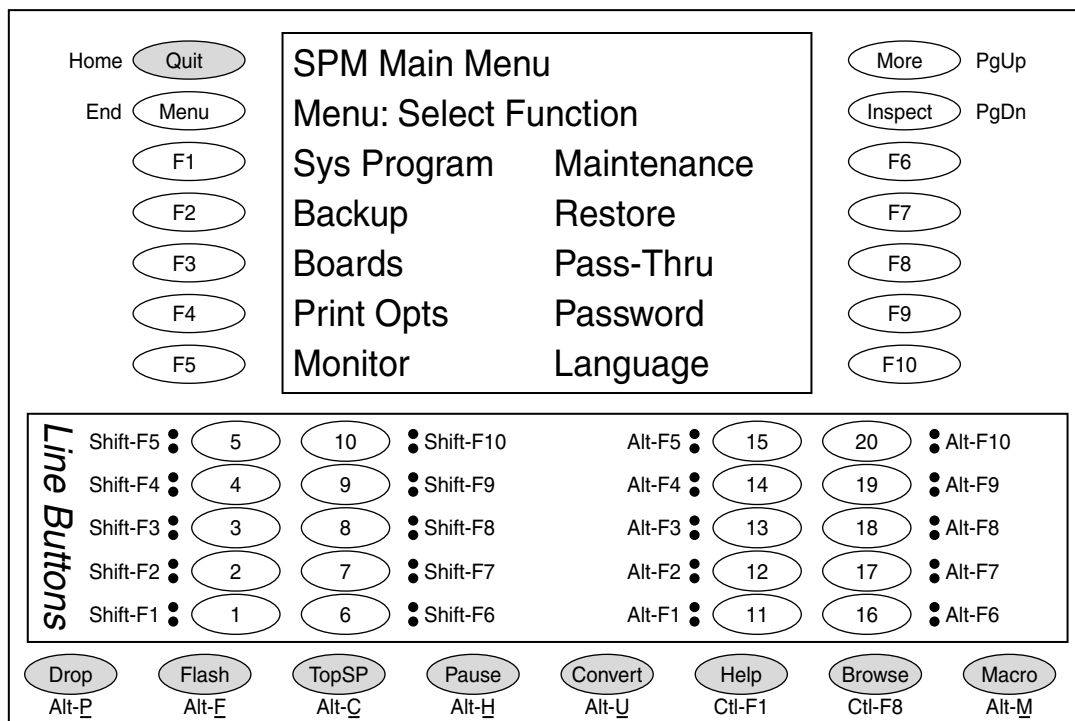 Home Quit SPM Main Menu More PgUp
End Menu Menu: Select Function Inspect PgDn
F1 Sys Program Maintenance F6
F2 Backup Restore F7
F3 Boards Pass-Thru F8
F4 Print Opts Password F9
F5 Monitor Language F10
Line Buttons
Shift-F5 5 10 Shift-F10 Alt-F5 15 20 Alt-F10
Shift-F4 4 9 Shift-F9 Alt-F4 14 19 Alt-F9
Shift-F3 3 8 Shift-F8 Alt-F3 13 18 Alt-F8
Shift-F2 2 7 Shift-F7 Alt-F2 12 17 Alt-F7
Shift-F1 1 6 Shift-F6 Alt-F1 11 16 Alt-F6
Drop Flash TopSP Pause Convert Help Browse Macro
Alt-P Alt-F Alt-C Alt-H Alt-U Ctl-F1 Ctl-F8 Alt-M